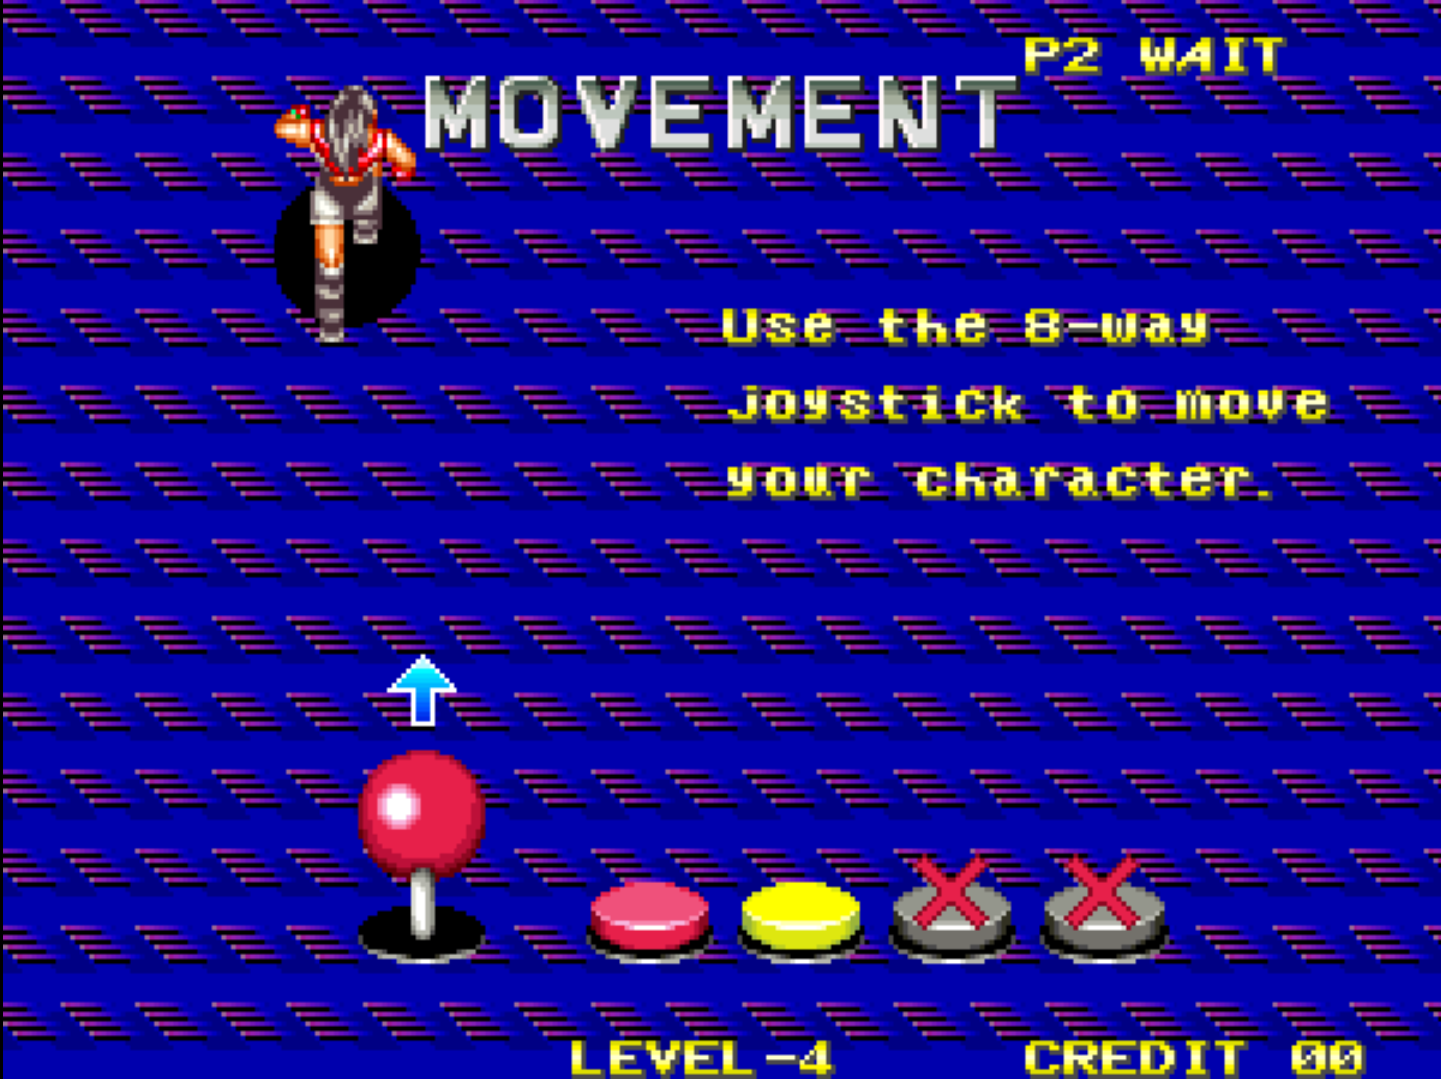 P2 WAIT
MOVEMENT
Use the 8-way
joystick to move
your character.
LEVEL-4
CREDIT 00